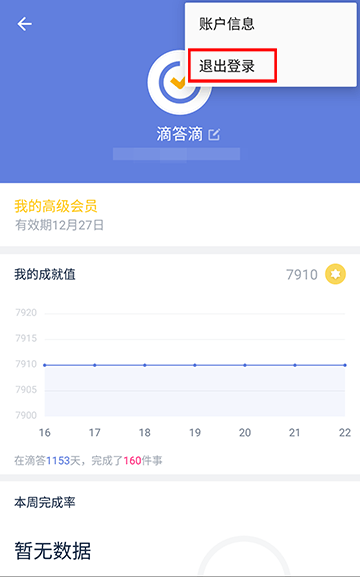 账户信息
退出登录
滴答滴
我的高级会员
有效期12月27日
我的成就值 7910
7920
7915
7910
7905
7900
16 17 18 19 20 21 22
在滴答1153天，完成了160件事
本周完成率
暂无数据